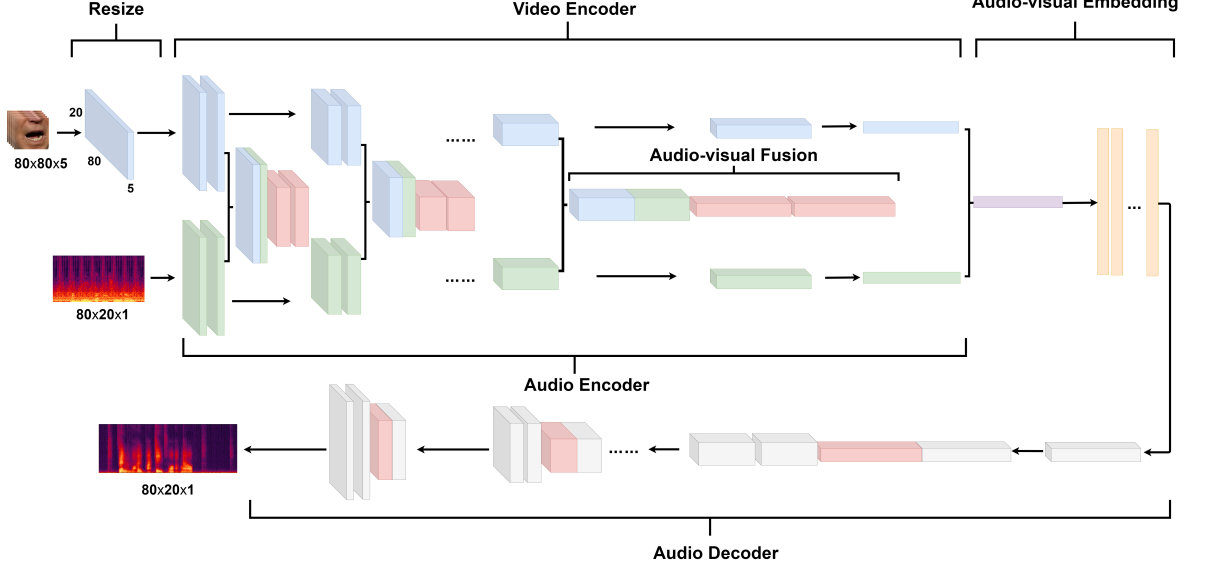 Resize
Video Encoder
Audio-visual Embedding
20
80
5
80x80x5
......
Audio-visual Fusion
...
......
80x20x1
Audio Encoder
......
80x20x1
Audio Decoder